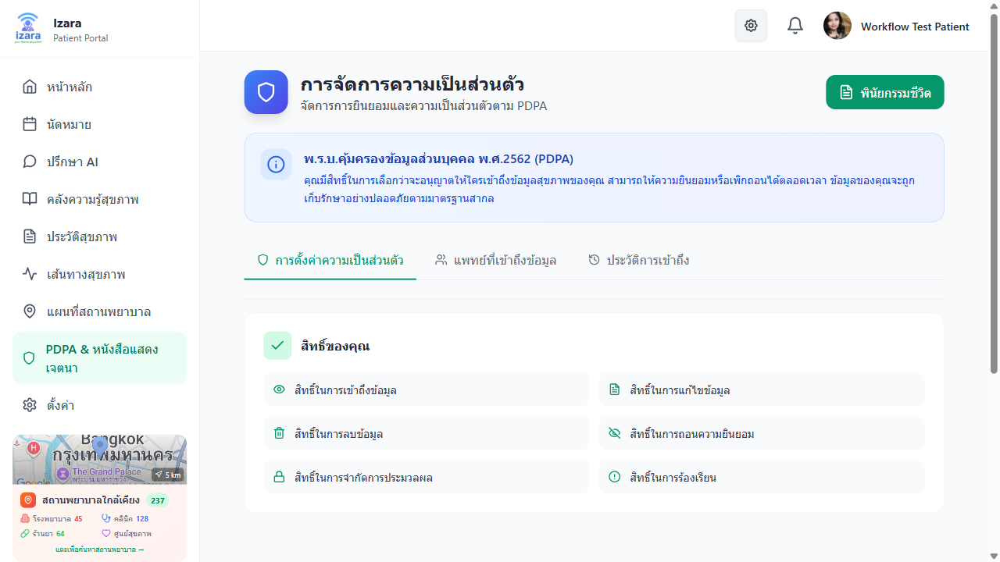 izara
Izara
Patient Portal
Workflow Test Patient
หน้าหลัก
นัดหมาย
ปรึกษา AI
คลังความรู้สุขภาพ
ประวัติสุขภาพ
เส้นทางสุขภาพ
แผนที่สถานพยาบาล
PDPA & หนังสือแสดง
เจตนา
ตั้งค่า
Bangkok
กรุงเทพมหานคร
The Grand Palace
พระบรมมหาราชวัง
Google
5 km
สถานพยาบาลใกล้เคียง 237
โรงพยาบาล 45
คลินิก 128
ร้านยา 64
ศูนย์สุขภาพ
แตะเพื่อค้นหาสถานพยาบาล →
การจัดการความเป็นส่วนตัว
จัดการการยินยอมและความเป็นส่วนตัวตาม PDPA
พินัยกรรมชีวิต
พ.ร.บ.คุ้มครองข้อมูลส่วนบุคคล พ.ศ.2562 (PDPA)
คุณมีสิทธิ์ในการเลือกว่าจะอนุญาตให้ใครเข้าถึงข้อมูลสุขภาพของคุณ สามารถให้ความยินยอมหรือเพิกถอนได้ตลอดเวลา ข้อมูลของคุณจะถูก
เก็บรักษาอย่างปลอดภัยตามมาตรฐานสากล
การตั้งค่าความเป็นส่วนตัว
แพทย์ที่เข้าถึงข้อมูล
ประวัติการเข้าถึง
สิทธิ์ของคุณ
สิทธิ์ในการเข้าถึงข้อมูล
สิทธิ์ในการแก้ไขข้อมูล
สิทธิ์ในการลบข้อมูล
สิทธิ์ในการถอนความยินยอม
สิทธิ์ในการจำกัดการประมวลผล
สิทธิ์ในการร้องเรียน